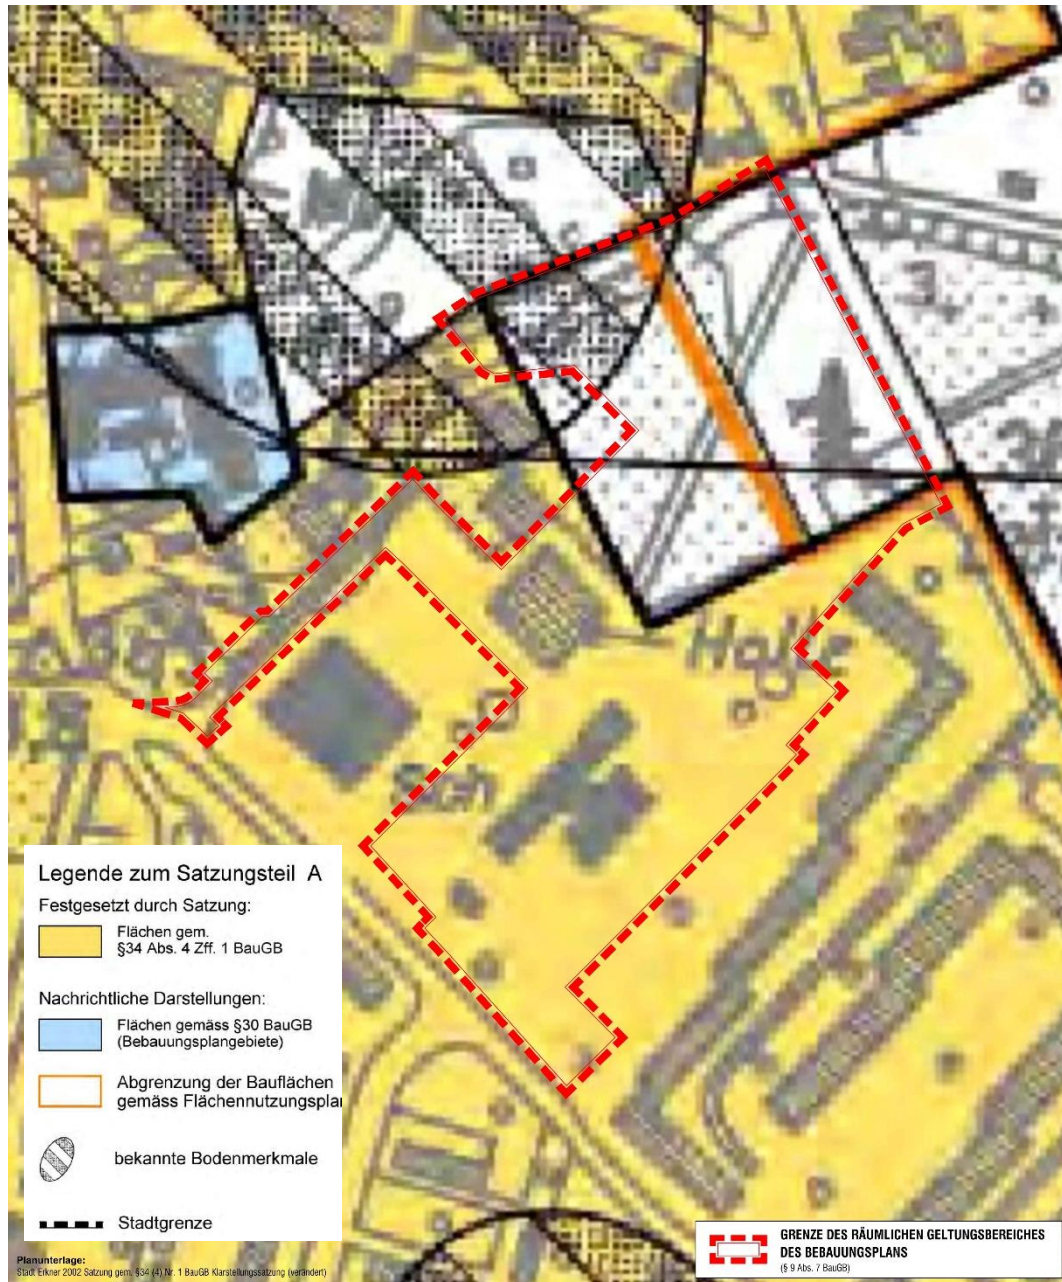 Halle
Legende zum Satzungsteil A
Festgesetzt durch Satzung:
Flächen gem.
§34 Abs. 4 Zff. 1 BauGB
Nachrichtliche Darstellungen:
Flächen gemäss §30 BauGB
(Bebauungsplangebiete)
Abgrenzung der Bauflächen
gemäss Flächennutzungsplan
bekannte Bodenmerkmale
Stadtgrenze
Planunterlage:
Stadt Erkner 2002 Satzung gem. §34 (4) Nr. 1 BauGB Klarstellungssatzung (verändert)
GRENZE DES RÄUMLICHEN GELTUNGSBEREICHES
DES BEBAUUNGSPLANS
(§ 9 Abs. 7 BauGB)